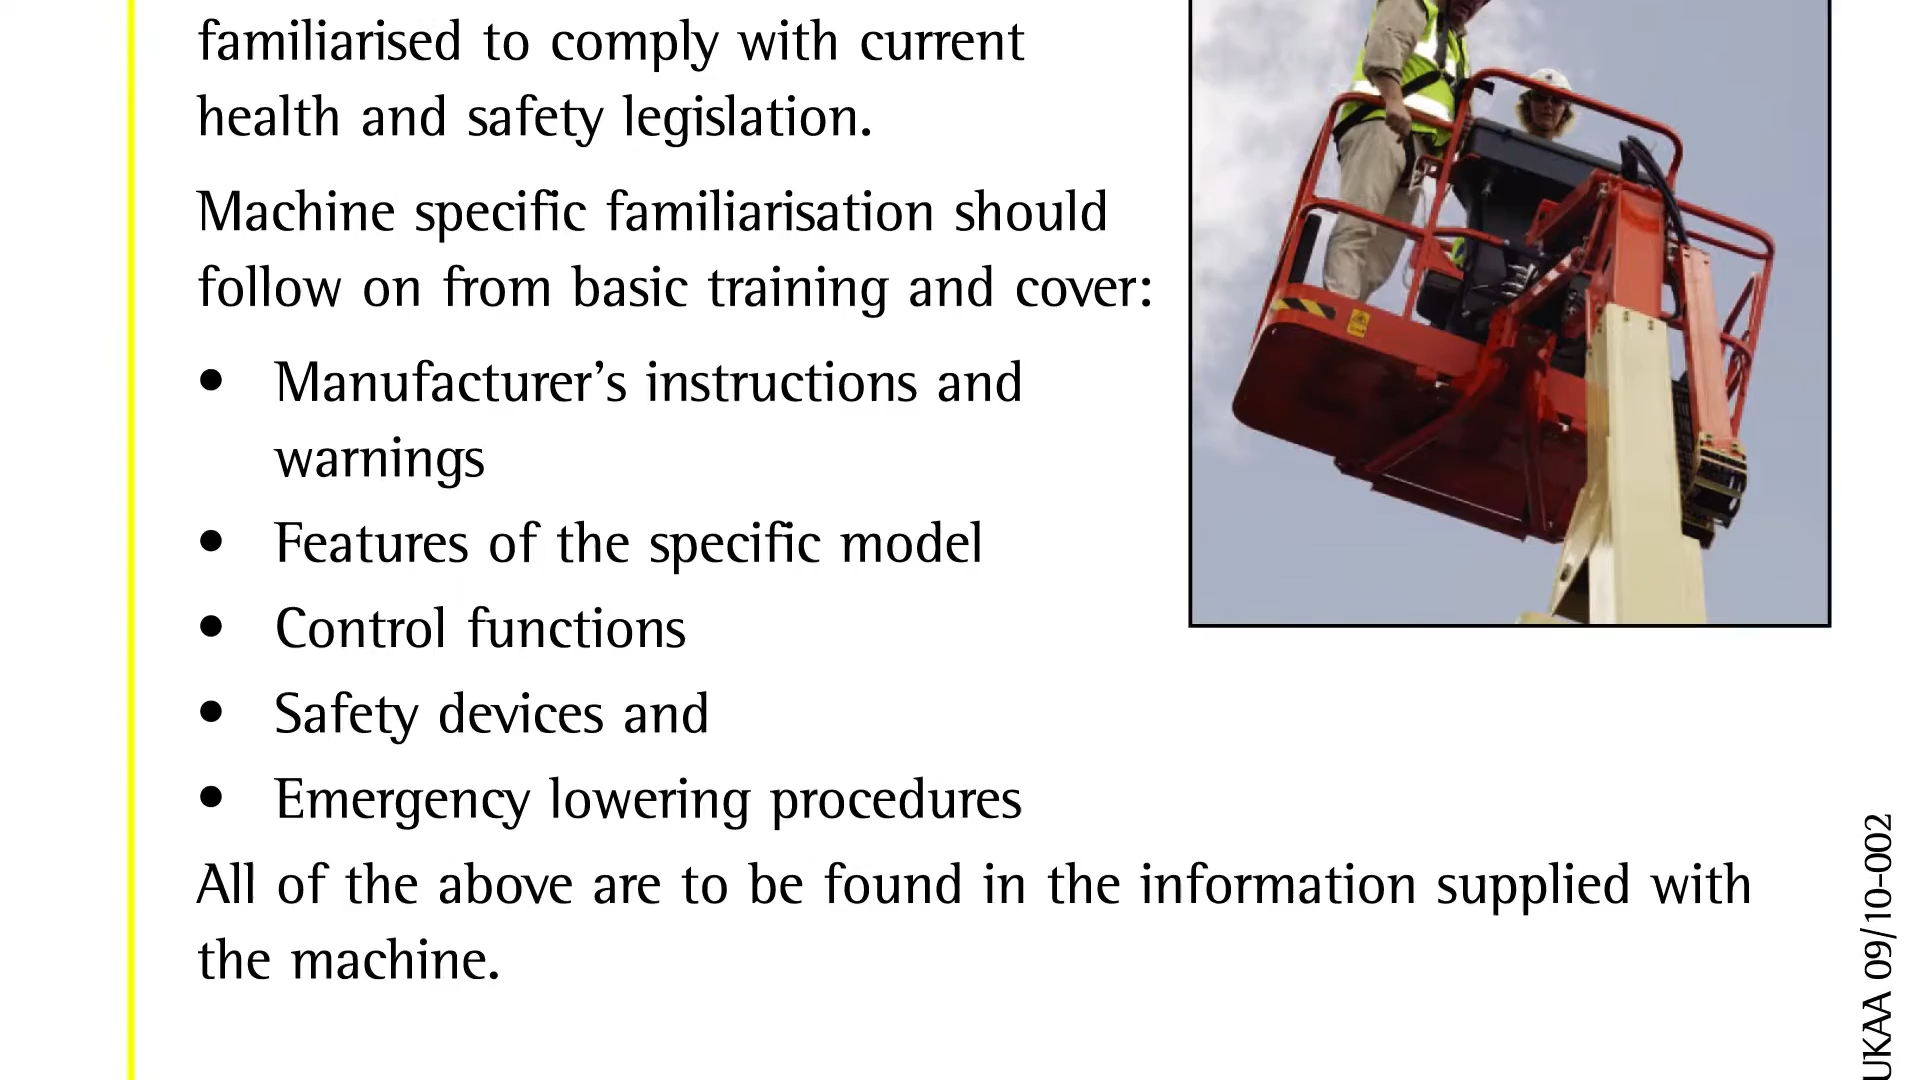 familiarised to comply with current
health and safety legislation.
Machine specific familiarisation should
follow on from basic training and cover:
• Manufacturer’s instructions and
warnings
• Features of the specific model
• Control functions
• Safety devices and
• Emergency lowering procedures
All of the above are to be found in the information supplied with
the machine.
UKAA 09/10-002